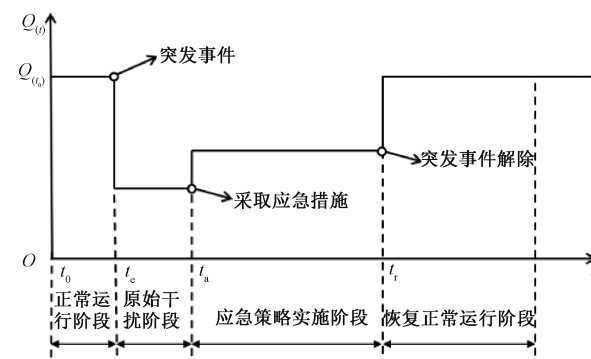 Q(t)
突发事件
Q(t₀)
突发事件解除
采取应急措施
O
t₀
tₑ
tₐ
tᵣ
正常运
行阶段
原始干
扰阶段
应急策略实施阶段
恢复正常运行阶段